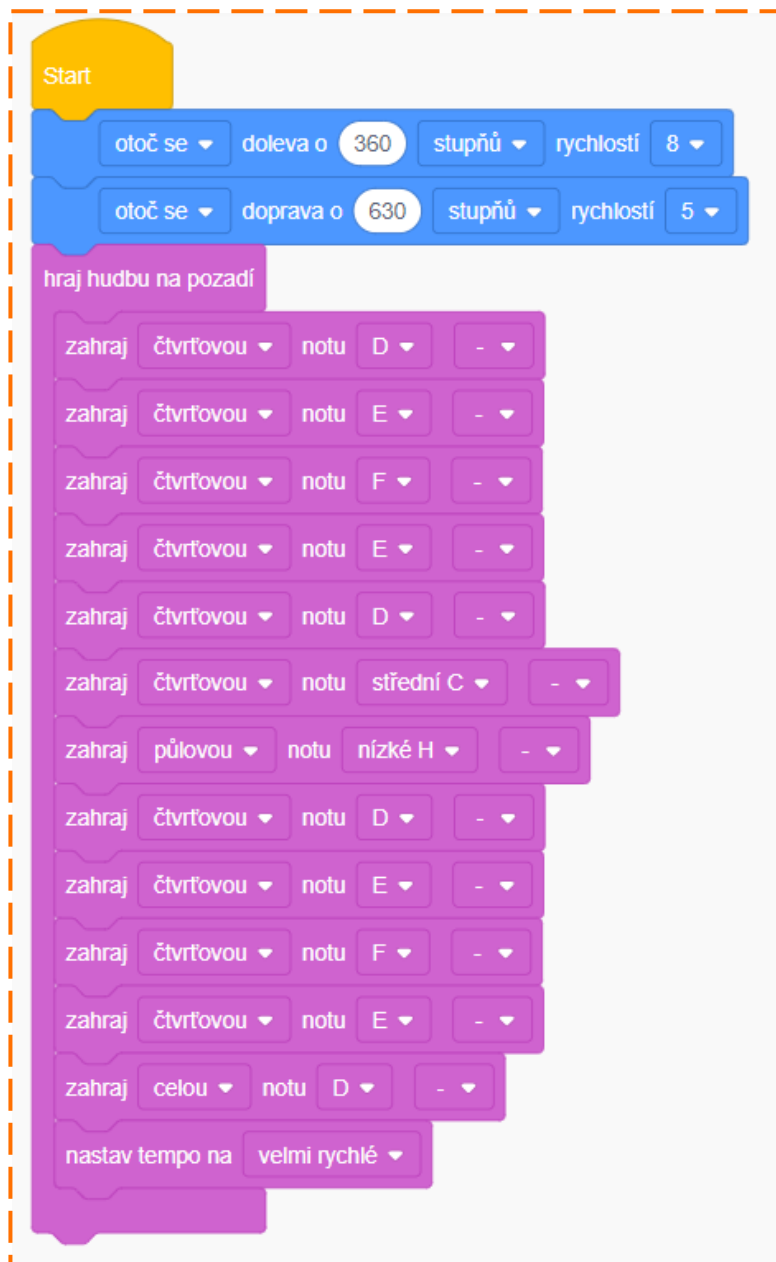 Start
otoč se doleva o 360 stupňů rychlostí 8
otoč se doprava o 630 stupňů rychlostí 5
hraj hudbu na pozadí
zahraj čtvrťovou notu D -
zahraj čtvrťovou notu E -
zahraj čtvrťovou notu F -
zahraj čtvrťovou notu E -
zahraj čtvrťovou notu D -
zahraj čtvrťovou notu střední C -
zahraj půlovou notu nízké H -
zahraj čtvrťovou notu D -
zahraj čtvrťovou notu E -
zahraj čtvrťovou notu F -
zahraj čtvrťovou notu E -
zahraj celou notu D -
nastav tempo na velmi rychlé